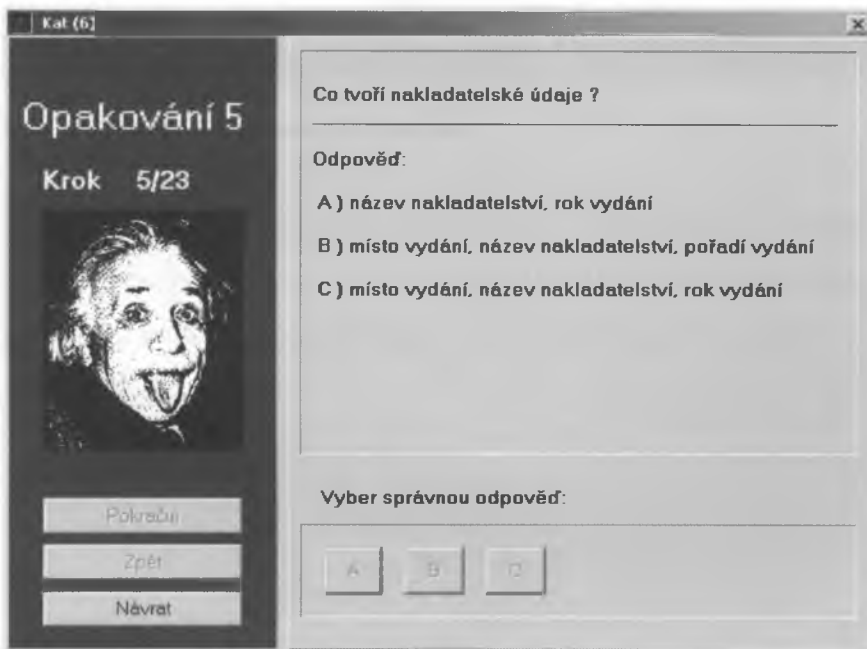 Kat (6)
Opakování 5
Krok 5/23
Pokračuj
Zpět
Návrat
Co tvoří nakladatelské údaje ?
Odpověď:
A ) název nakladatelství, rok vydání
B ) místo vydání, název nakladatelství, pořadí vydání
C ) místo vydání, název nakladatelství, rok vydání
Vyber správnou odpověď:
A B C